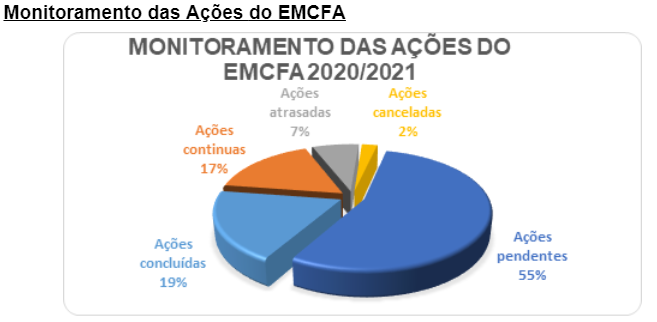 Monitoramento das Ações do EMCFA
MONITORAMENTO DAS AÇÕES DO
EMCFA 2020/2021
Ações
atrasadas
7%
Ações
canceladas
2%
Ações
continuas
17%
Ações
concluídas
19%
Ações
pendentes
55%